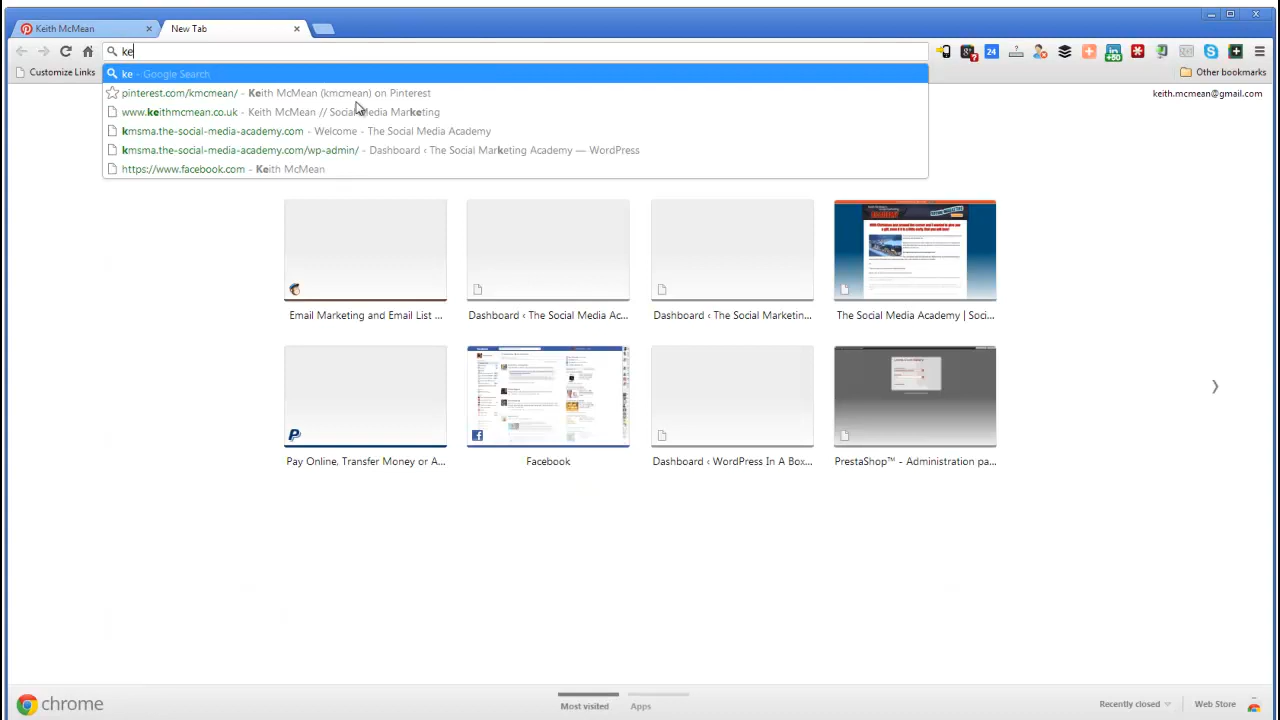 Keith McMean
New Tab
ke
24
+50
Customize Links
Other bookmarks
ke - Google Search
pinterest.com/kmcmean/ - Keith McMean (kmcmean) on Pinterest
www.keithmcmean.co.uk - Keith McMean // Social Media Marketing
kmsma.the-social-media-academy.com - Welcome - The Social Media Academy
kmsma.the-social-media-academy.com/wp-admin/ - Dashboard ‹ The Social Marketing Academy — WordPress
https://www.facebook.com - Keith McMean
keith.mcmean@gmail.com
Email Marketing and Email List ...
Dashboard ‹ The Social Media Ac...
Dashboard ‹ The Social Marketin...
The Social Media Academy | Soci...
Pay Online, Transfer Money or A...
Facebook
Dashboard ‹ WordPress In A Box...
PrestaShop™ - Administration pa...
chrome
Most visited
Apps
Recently closed
Web Store